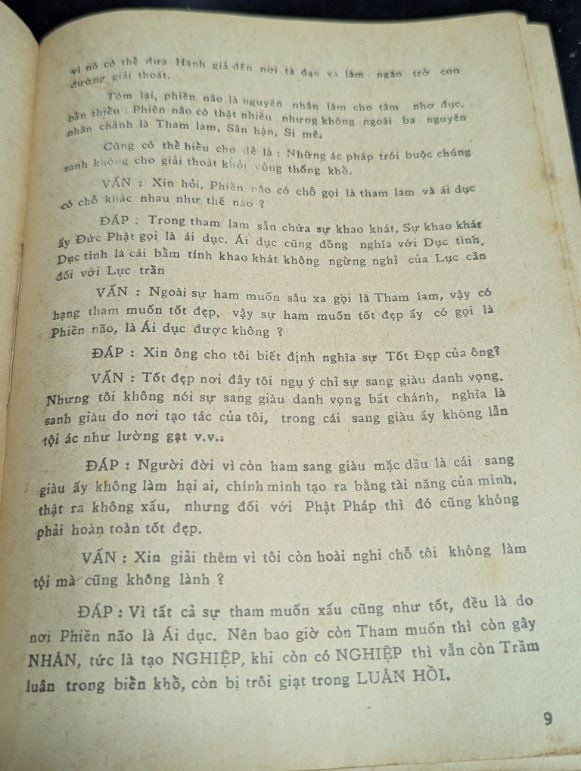 vì nó có thể đưa Hành giả đến nơi tà đạo và làm ngăn trở con
đường giải thoát.
Tóm lại, phiền não là nguyên nhân làm cho tâm nhơ đục,
bần thiều : Phiền não có thật nhiều nhưng không ngoài ba nguyên
nhân chánh là Tham lam, Sân hận, Si mê.
Cũng có thể hiểu cho dễ là : Những ác pháp trói buộc chúng
sanh không cho giải thoát khỏi vòng thống khổ.
VẤN : Xin hỏi, Phiền não có chỗ gọi là tham lam và ái dục
có chỗ khác nhau như thế nào ?
ĐÁP : Trong tham lam sẵn chứa sự khao khát. Sự khao khát
ấy Đức Phật gọi là ái dục. Ái dục cũng đồng nghĩa với Dục tình,
Dục tình là cái bẩm tính khao khát không ngừng nghỉ của Lục căn
đối với Lục trần
VẤN : Ngoài sự ham muốn sâu xa gọi là Tham lam, vậy có
hạng tham muốn tốt đẹp, vậy sự ham muốn tốt đẹp ấy có gọi là
Phiền não, là Ái dục được không ?
ĐÁP : Xin ông cho tôi biết định nghĩa sự Tốt Đẹp của ông?
VẤN : Tốt đẹp nơi đây tôi ngụ ý chỉ sự sang giàu danh vọng.
Nhưng tôi không nói sự sang giàu danh vọng bất chánh, nghĩa là
sanh giàu do nơi tạo tác của tôi, trong cái sang giàu ấy không lẫn
tội ác như lường gạt v.v..
ĐÁP : Người đời vì còn ham sang giàu mặc dầu là cái sang
giàu ấy không làm hại ai, chính mình tạo ra bằng tài năng của mình,
thật ra không xấu, nhưng đối với Phật Pháp thì đó cũng không
phải hoàn toàn tốt đẹp.
VẤN : Xin giải thêm vì tôi còn hoài nghi chỗ tôi không làm
tội mà cũng không lành ?
ĐÁP : Vì tất cả sự tham muốn xấu cũng như tốt, đều là do
nơi Phiền não là Ái dục. Nên bao giờ còn Tham muốn thì còn gây
NHÂN, tức là tạo NGHIỆP, khi còn có NGHIỆP thì vẫn còn Trầm
luân trong biển khổ, còn bị trôi giạt trong LUÂN HỒI.
9